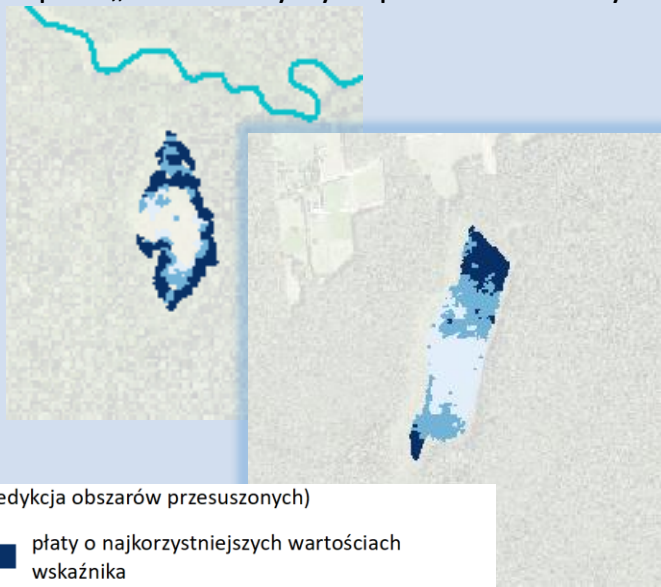 edykcja obszarów przesuszonych)
płaty o najkorzystniejszych wartościach
wskaźnika